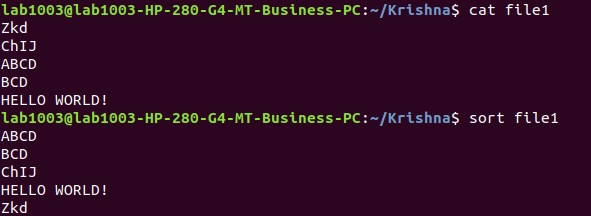 lab1003@lab1003-HP-280-G4-MT-Business-PC:~/Krishna$ cat file1
Zkd
ChIJ
ABCD
BCD
HELLO WORLD!
lab1003@lab1003-HP-280-G4-MT-Business-PC:~/Krishna$ sort file1
ABCD
BCD
ChIJ
HELLO WORLD!
Zkd